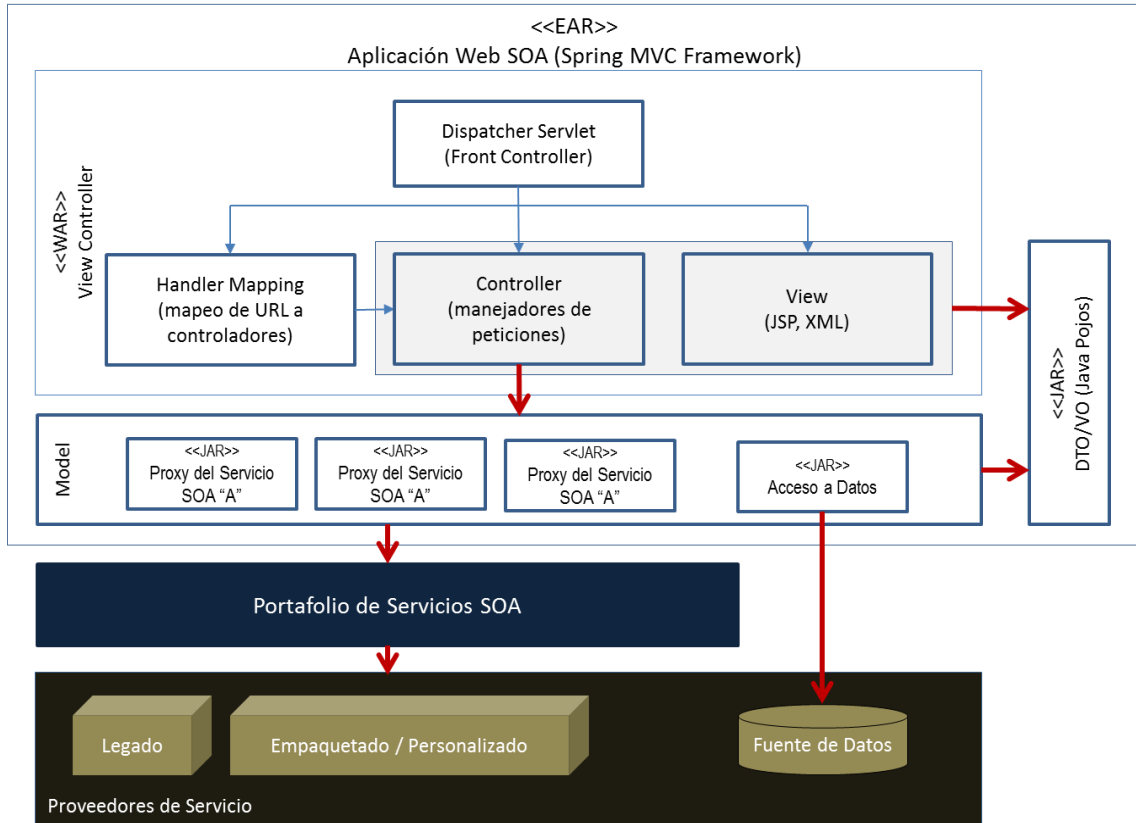 <<EAR>>
Aplicación Web SOA (Spring MVC Framework)
<<WAR>>
View Controller
Dispatcher Servlet
(Front Controller)
Handler Mapping
(mapeo de URL a
controladores)
Controller
(manejadores de
peticiones)
View
(JSP, XML)
<<JAR>>
DTO/VO (Java Pojos)
Model
<<JAR>>
Proxy del Servicio
SOA “A”
<<JAR>>
Proxy del Servicio
SOA “A”
<<JAR>>
Proxy del Servicio
SOA “A”
<<JAR>>
Acceso a Datos
Portafolio de Servicios SOA
Legado
Empaquetado / Personalizado
Fuente de Datos
Proveedores de Servicio